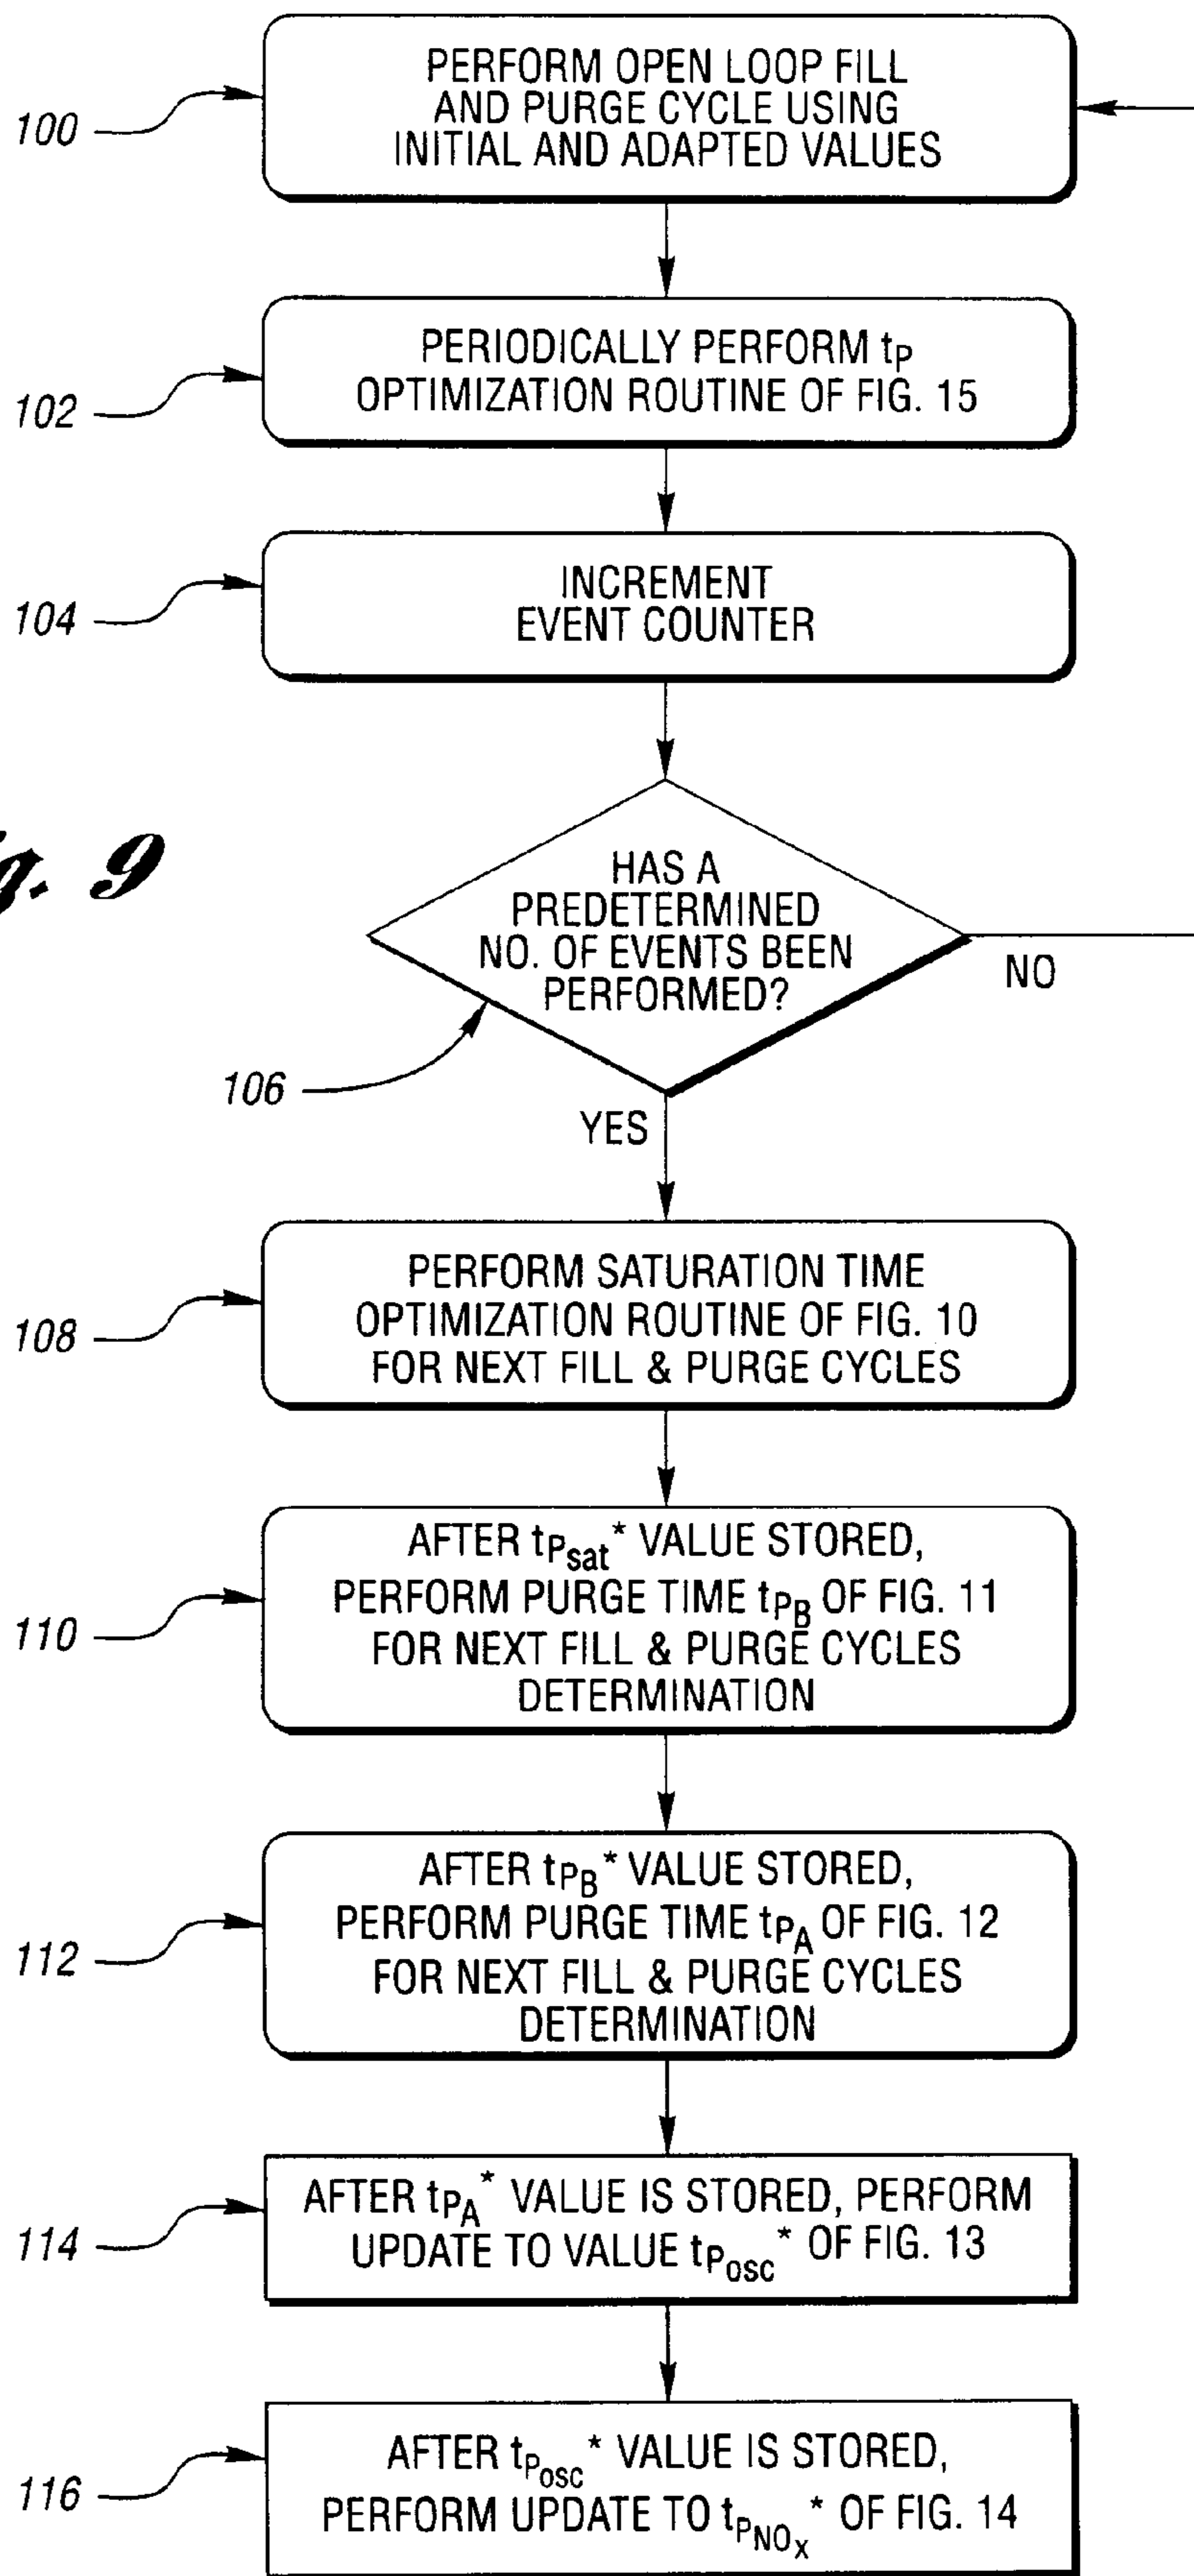 100
PERFORM OPEN LOOP FILL
AND PURGE CYCLE USING
INITIAL AND ADAPTED VALUES
102
PERIODICALLY PERFORM tP
OPTIMIZATION ROUTINE OF FIG. 15
104
INCREMENT
EVENT COUNTER
9
HAS A
PREDETERMINED
NO. OF EVENTS BEEN
PERFORMED?
NO
106
YES
108
PERFORM SATURATION TIME
OPTIMIZATION ROUTINE OF FIG. 10
FOR NEXT FILL & PURGE CYCLES
110
AFTER tPsat* VALUE STORED,
PERFORM PURGE TIME tPB OF FIG. 11
FOR NEXT FILL & PURGE CYCLES
DETERMINATION
112
AFTER tPB* VALUE STORED,
PERFORM PURGE TIME tPA OF FIG. 12
FOR NEXT FILL & PURGE CYCLES
DETERMINATION
114
AFTER tPA* VALUE IS STORED, PERFORM
UPDATE TO VALUE tPosc* OF FIG. 13
116
AFTER tPosc* VALUE IS STORED,
PERFORM UPDATE TO tPNOx* OF FIG. 14